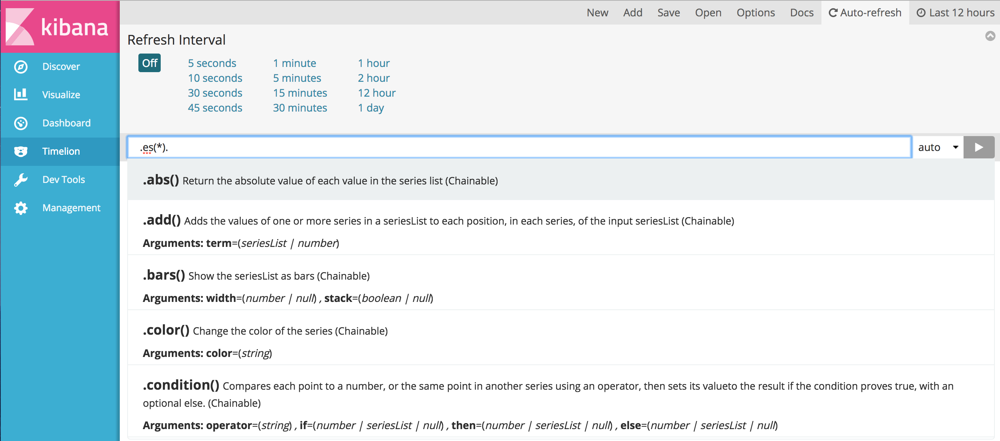 kibana
New Add Save Open Options Docs Auto-refresh Last 12 hours
Discover
Visualize
Dashboard
Timelion
Dev Tools
Management
Refresh Interval
Off 5 seconds 1 minute 1 hour
10 seconds 5 minutes 2 hour
30 seconds 15 minutes 12 hour
45 seconds 30 minutes 1 day
.es(*). auto
.abs() Return the absolute value of each value in the series list (Chainable)
.add() Adds the values of one or more series in a seriesList to each position, in each series, of the input seriesList (Chainable)
Arguments: term=(seriesList | number)
.bars() Show the seriesList as bars (Chainable)
Arguments: width=(number | null) , stack=(boolean | null)
.color() Change the color of the series (Chainable)
Arguments: color=(string)
.condition() Compares each point to a number, or the same point in another series using an operator, then sets its valueto the result if the condition proves true, with an
optional else. (Chainable)
Arguments: operator=(string) , if=(number | seriesList | null) , then=(number | seriesList | null) , else=(number | seriesList | null)